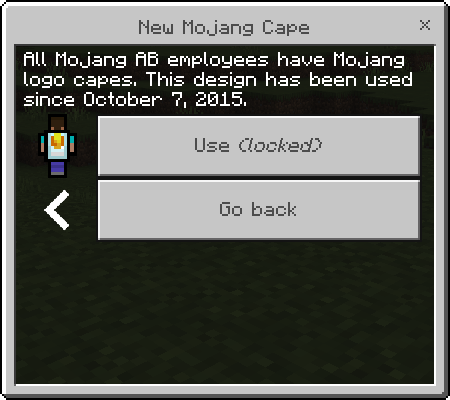 New Mojang Cape
All Mojang AB employees have Mojang
logo capes. This design has been used
since October 7, 2015.
Use (locked)
Go back